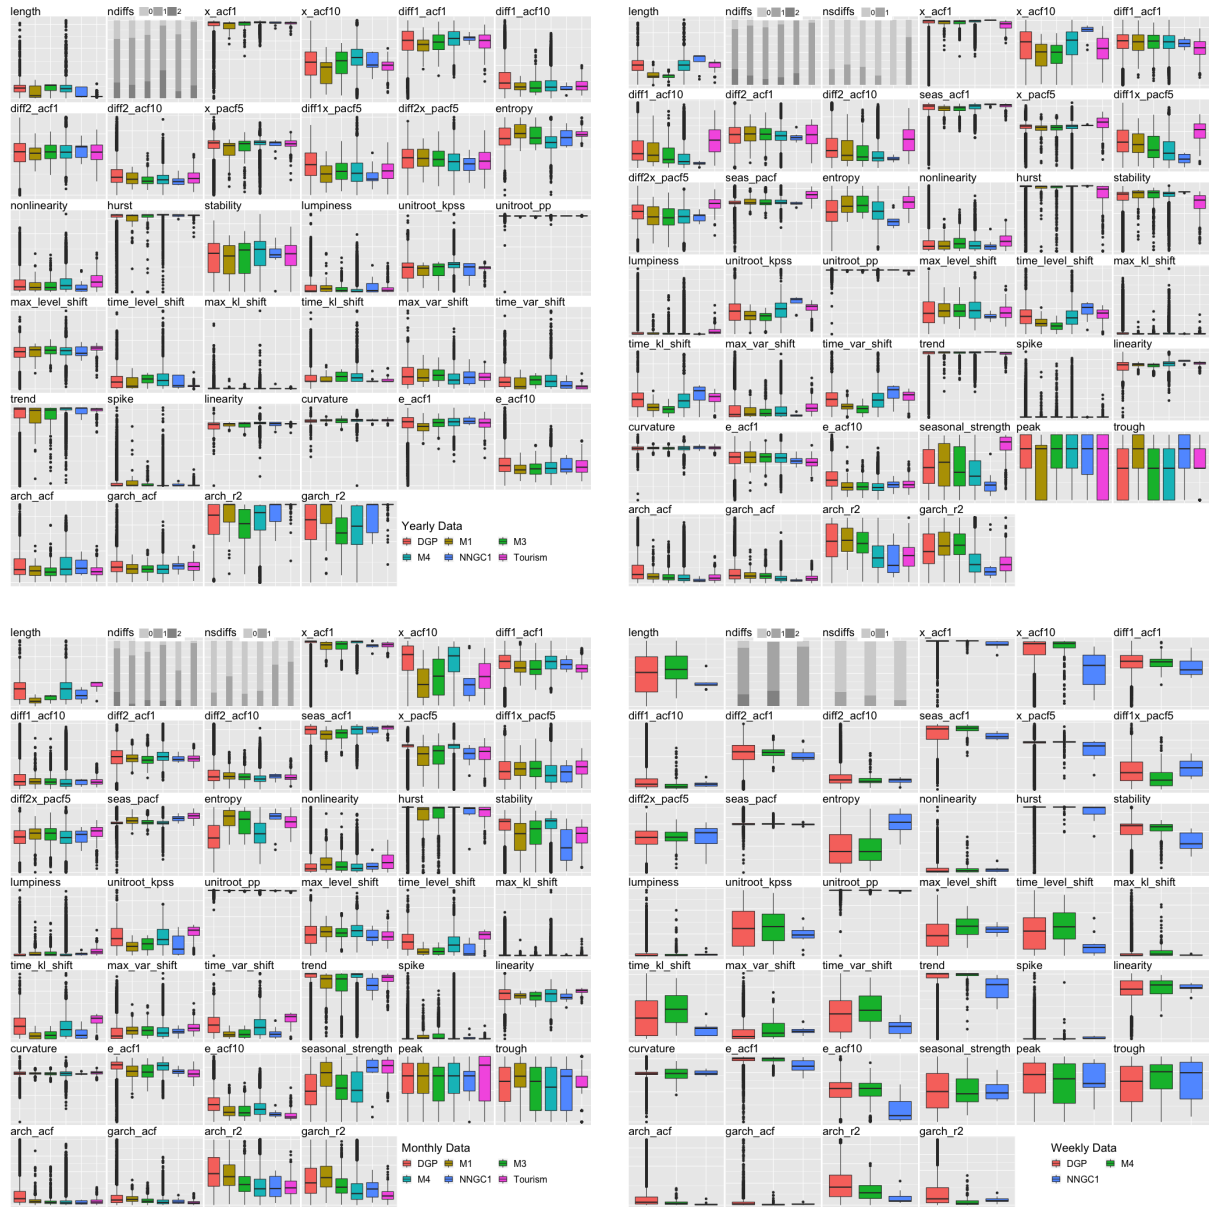 length ndiffs 0 1 2 x_acf1 x_acf10 diff1_acf1 diff1_acf10
diff2_acf1 diff2_acf10 x_pacf5 diff1x_pacf5 diff2x_pacf5 entropy
nonlinearity hurst stability lumpiness unitroot_kpss unitroot_pp
max_level_shift time_level_shift max_kl_shift time_kl_shift max_var_shift time_var_shift
trend spike linearity curvature e_acf1 e_acf10
arch_acf garch_acf arch_r2 garch_r2
Yearly Data
DGP M1 M3
M4 NNGC1 Tourism
length ndiffs 0 1 2 nsdiffs 0 1 x_acf1 x_acf10 diff1_acf1
diff1_acf10 diff2_acf1 diff2_acf10 seas_acf1 x_pacf5 diff1x_pacf5
diff2x_pacf5 seas_pacf entropy nonlinearity hurst stability
lumpiness unitroot_kpss unitroot_pp max_level_shift time_level_shift max_kl_shift
time_kl_shift max_var_shift time_var_shift trend spike linearity
curvature e_acf1 e_acf10 seasonal_strength peak trough
arch_acf garch_acf arch_r2 garch_r2
length ndiffs 0 1 2 nsdiffs 0 1 x_acf1 x_acf10 diff1_acf1
diff1_acf10 diff2_acf1 diff2_acf10 seas_acf1 x_pacf5 diff1x_pacf5
diff2x_pacf5 seas_pacf entropy nonlinearity hurst stability
lumpiness unitroot_kpss unitroot_pp max_level_shift time_level_shift max_kl_shift
time_kl_shift max_var_shift time_var_shift trend spike linearity
curvature e_acf1 e_acf10 seasonal_strength peak trough
arch_acf garch_acf arch_r2 garch_r2
Monthly Data
DGP M1 M3
M4 NNGC1 Tourism
length ndiffs 0 1 2 nsdiffs 0 1 x_acf1 x_acf10 diff1_acf1
diff1_acf10 diff2_acf1 diff2_acf10 seas_acf1 x_pacf5 diff1x_pacf5
diff2x_pacf5 seas_pacf entropy nonlinearity hurst stability
lumpiness unitroot_kpss unitroot_pp max_level_shift time_level_shift max_kl_shift
time_kl_shift max_var_shift time_var_shift trend spike linearity
curvature e_acf1 e_acf10 seasonal_strength peak trough
arch_acf garch_acf arch_r2 garch_r2
Weekly Data
DGP M4
NNGC1